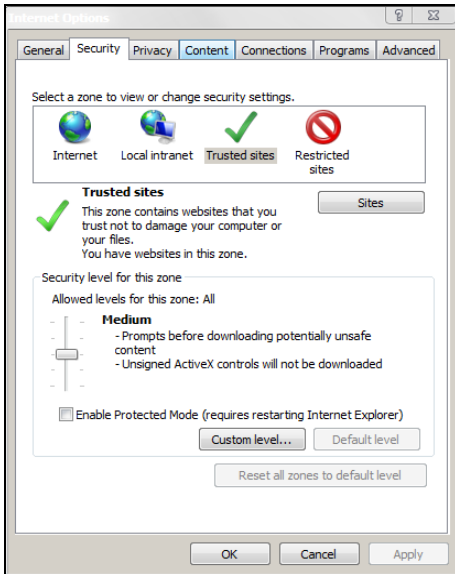 Internet Options
General Security Privacy Content Connections Programs Advanced
Select a zone to view or change security settings.
Internet Local intranet Trusted sites Restricted
sites
Trusted sites
Sites
This zone contains websites that you
trust not to damage your computer or
your files.
You have websites in this zone.
Security level for this zone
Allowed levels for this zone: All
Medium
- Prompts before downloading potentially unsafe
content
- Unsigned ActiveX controls will not be downloaded
Enable Protected Mode (requires restarting Internet Explorer)
Custom level... Default level
Reset all zones to default level
OK Cancel Apply